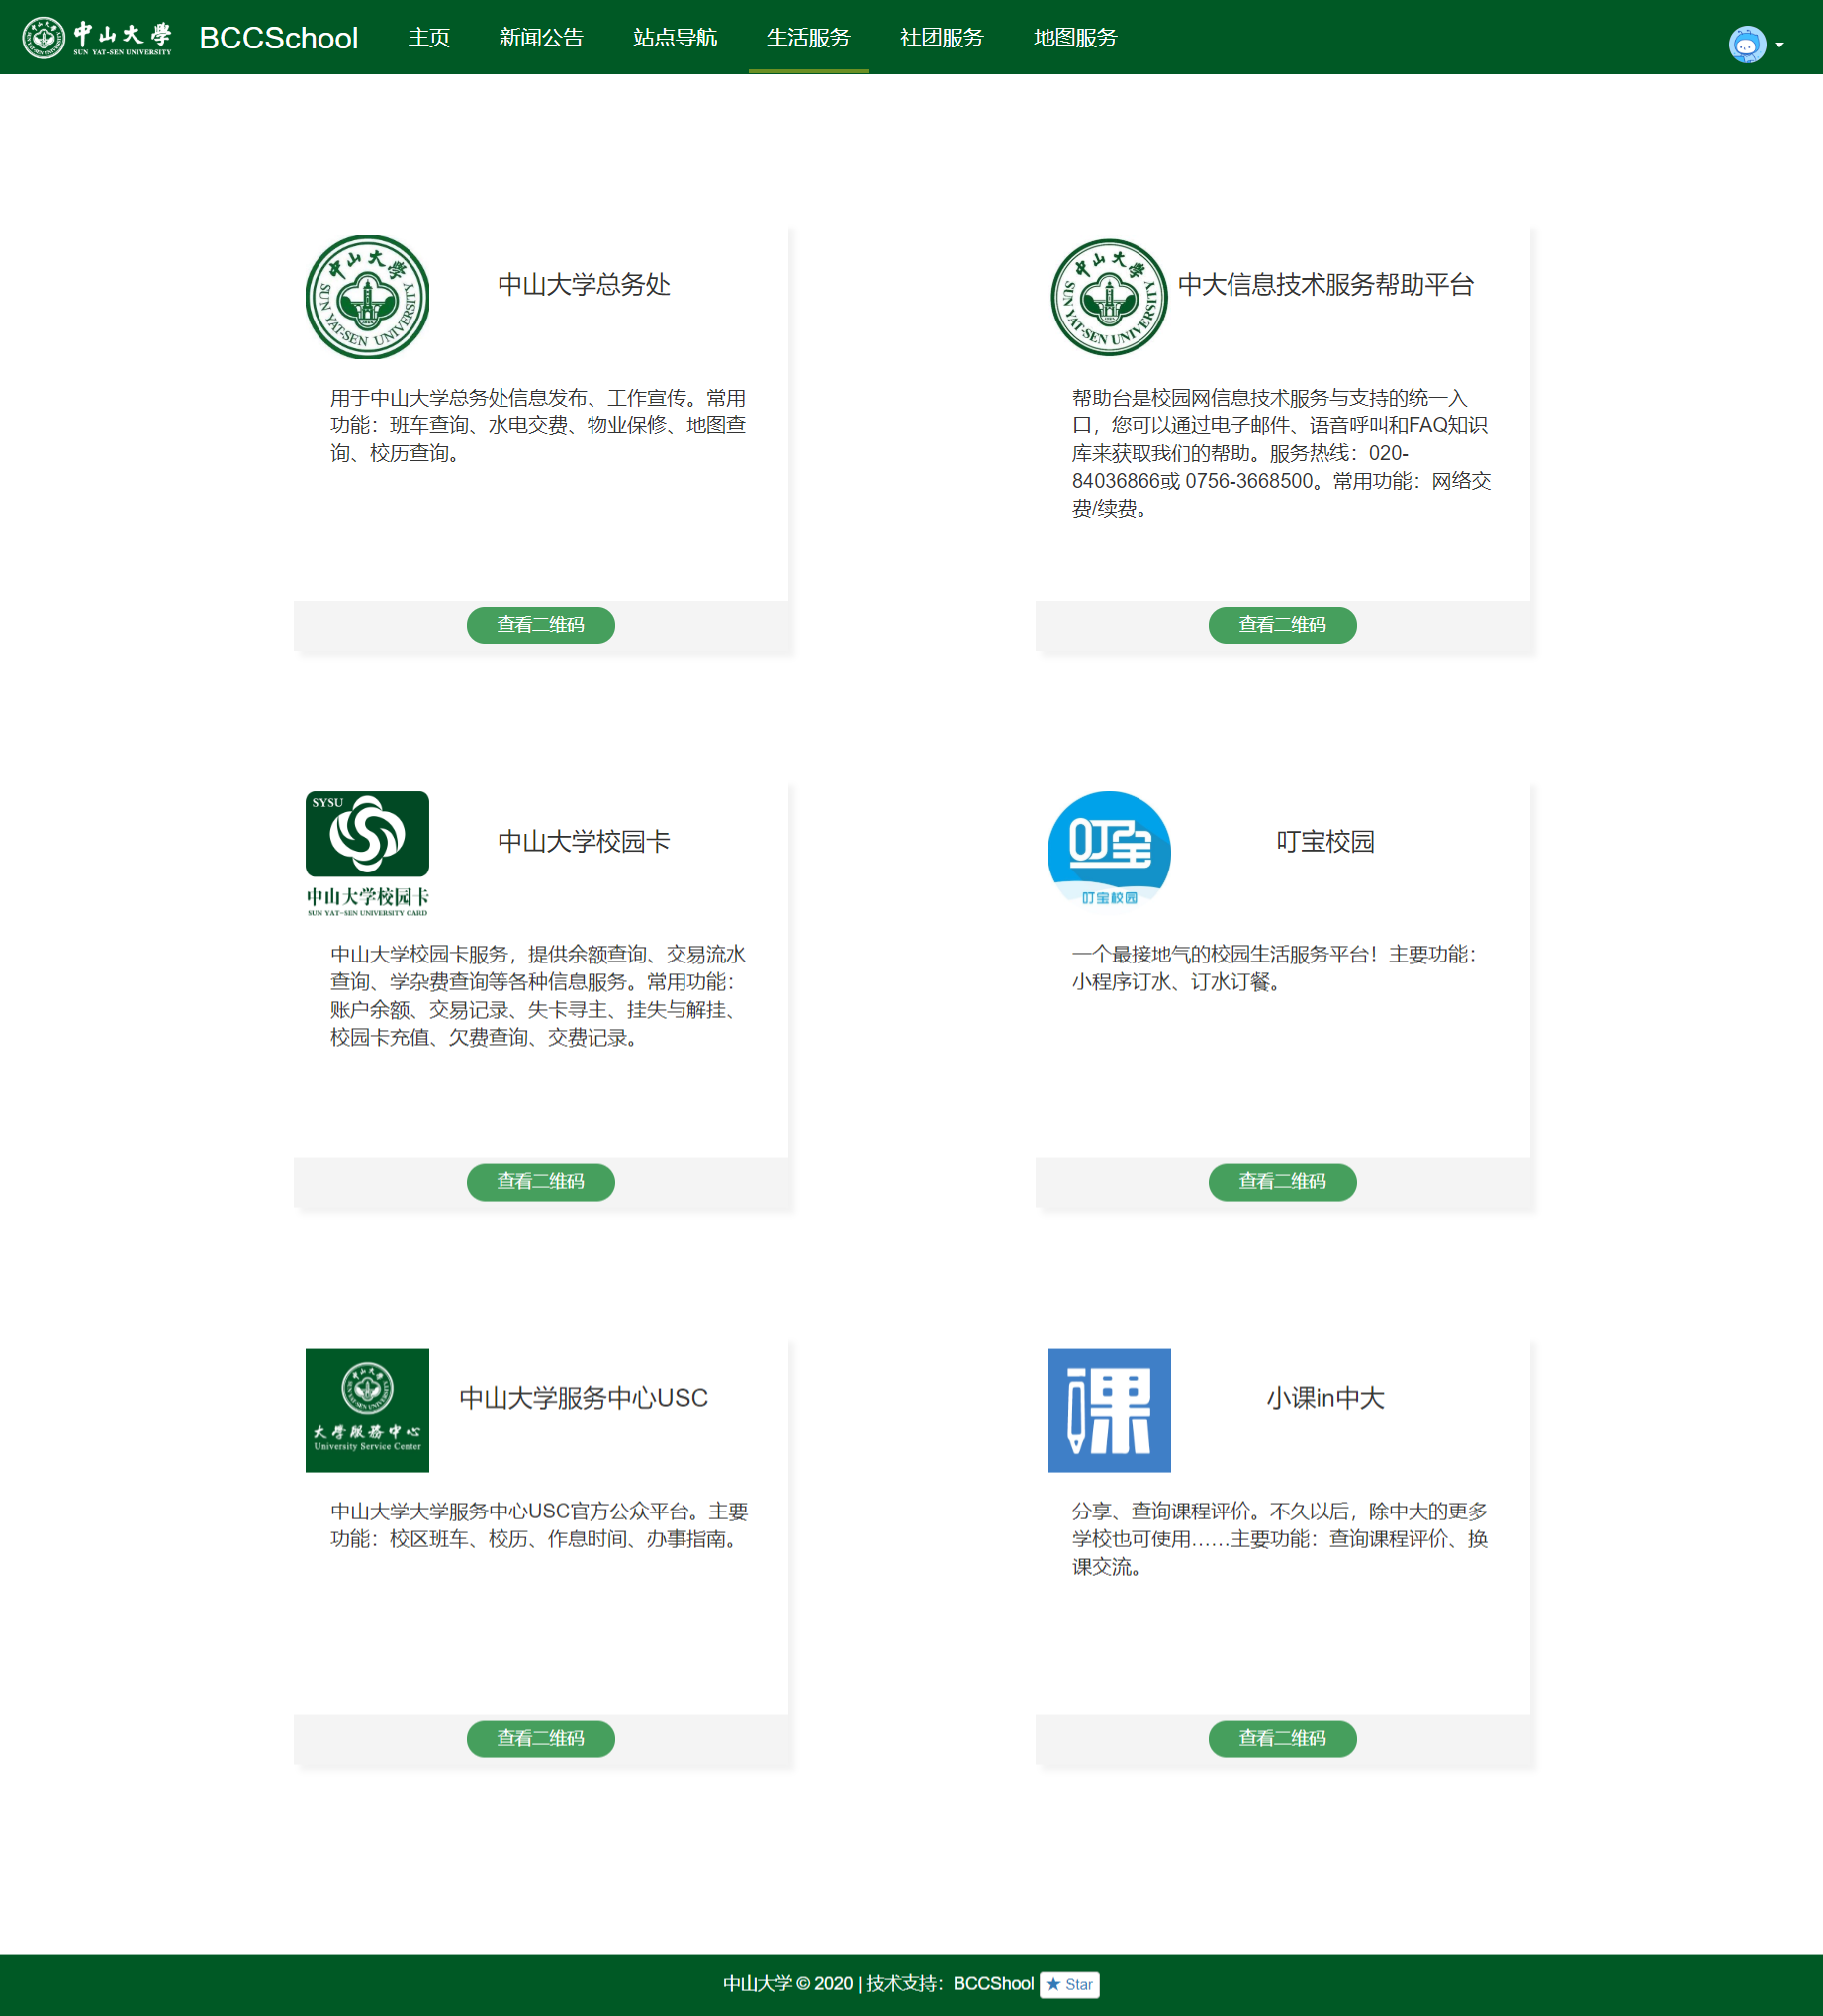 中山大學
SUN YAT-SEN UNIVERSITY
BCCSchool
主页
新闻公告
站点导航
生活服务
社团服务
地图服务
中山大學
SUN YAT-SEN UNIVERSITY
中山大学总务处
用于中山大学总务处信息发布、工作宣传。常用
功能：班车查询、水电交费、物业保修、地图查
询、校历查询。
查看二维码
中山大學
SUN YAT-SEN UNIVERSITY
中大信息技术服务帮助平台
帮助台是校园网信息技术服务与支持的统一入
口，您可以通过电子邮件、语音呼叫和FAQ知识
库来获取我们的帮助。服务热线：020-
84036866或 0756-3668500。常用功能：网络交
费/续费。
查看二维码
SYSU
中山大学校园卡
SUN YAT-SEN UNIVERSITY CARD
中山大学校园卡
中山大学校园卡服务，提供余额查询、交易流水
查询、学杂费查询等各种信息服务。常用功能：
账户余额、交易记录、失卡寻主、挂失与解挂、
校园卡充值、欠费查询、交费记录。
查看二维码
叮宝
叮宝校园
叮宝校园
一个最接地气的校园生活服务平台！主要功能：
小程序订水、订水订餐。
查看二维码
大學服務中心
University Service Center
中山大学服务中心USC
中山大学大学服务中心USC官方公众平台。主要
功能：校区班车、校历、作息时间、办事指南。
查看二维码
课
小课in中大
分享、查询课程评价。不久以后，除中大的更多
学校也可使用……主要功能：查询课程评价、换
课交流。
查看二维码
中山大学 © 2020 | 技术支持：BCCShool
Star